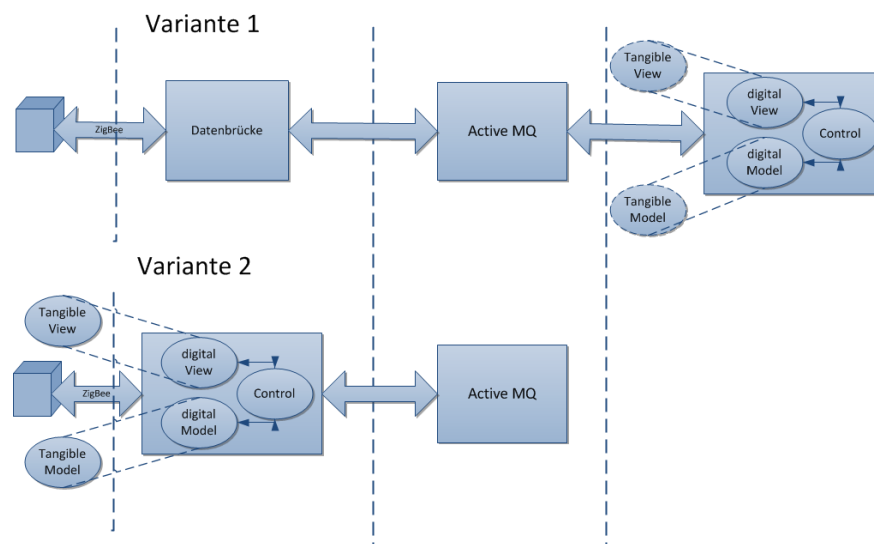 Variante 1
Tangible
View
digital
View
ZigBee
Datenbrücke
Active MQ
Control
digital
Model
Tangible
Model
Variante 2
Tangible
View
digital
View
ZigBee
Control
Active MQ
digital
Model
Tangible
Model